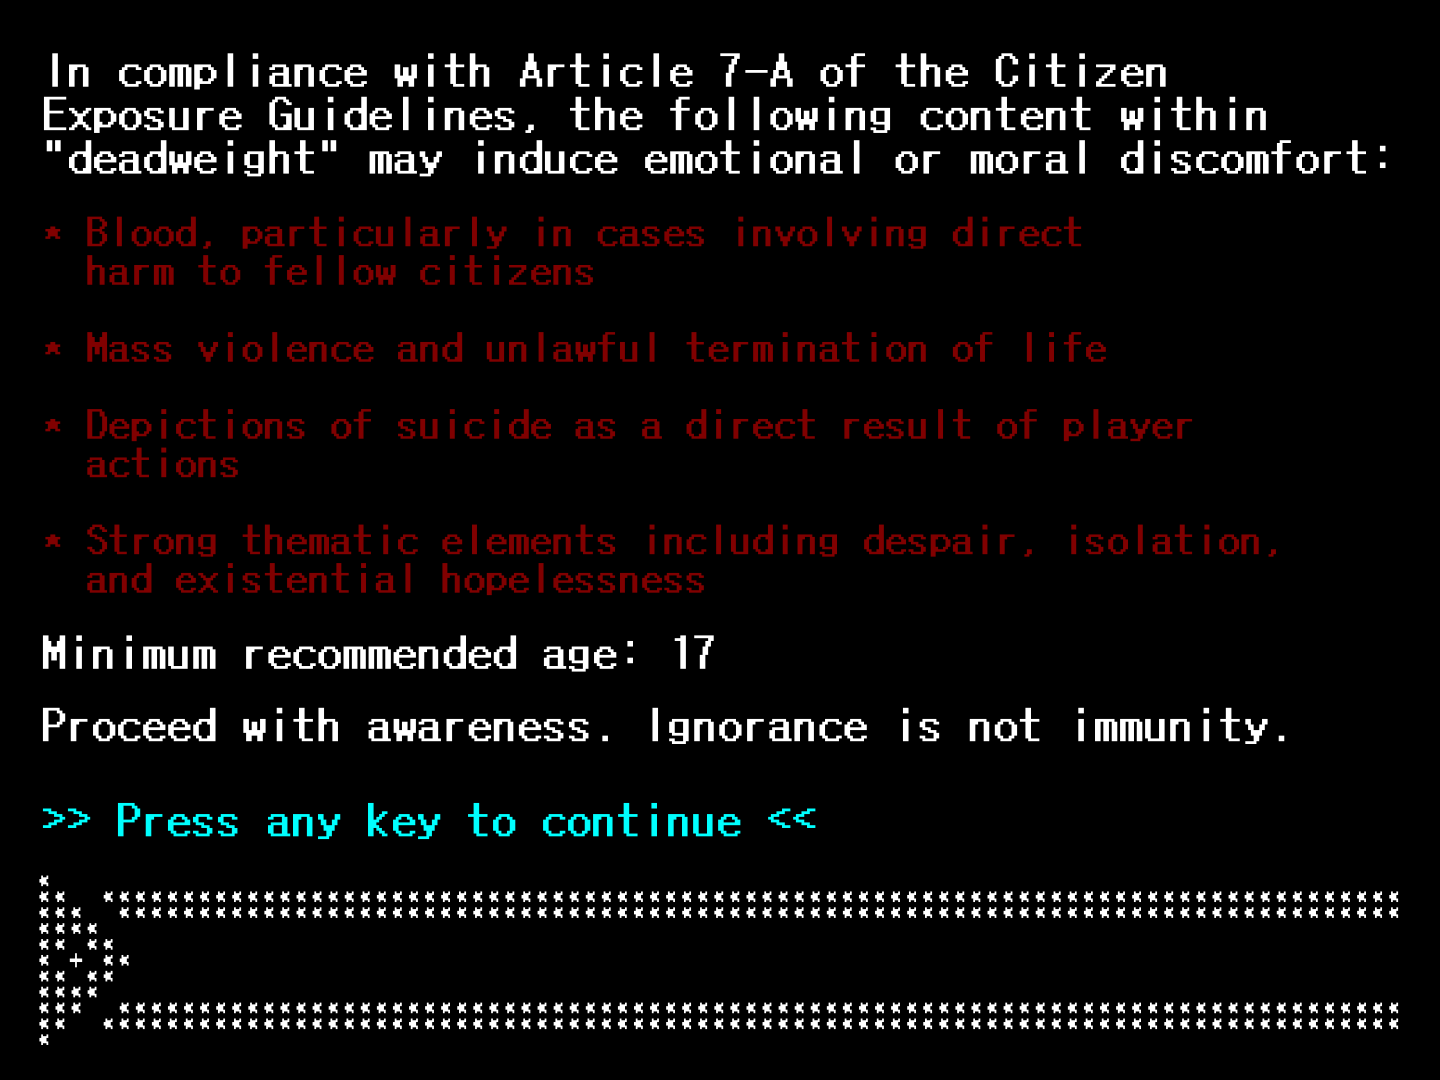 In compliance with Article 7-A of the Citizen
Exposure Guidelines, the following content within
"deadweight" may induce emotional or moral discomfort:
* Blood, particularly in cases involving direct
harm to fellow citizens
* Mass violence and unlawful termination of life
* Depictions of suicide as a direct result of player
actions
* Strong thematic elements including despair, isolation,
and existential hopelessness
Minimum recommended age: 17
Proceed with awareness. Ignorance is not immunity.
>> Press any key to continue <<